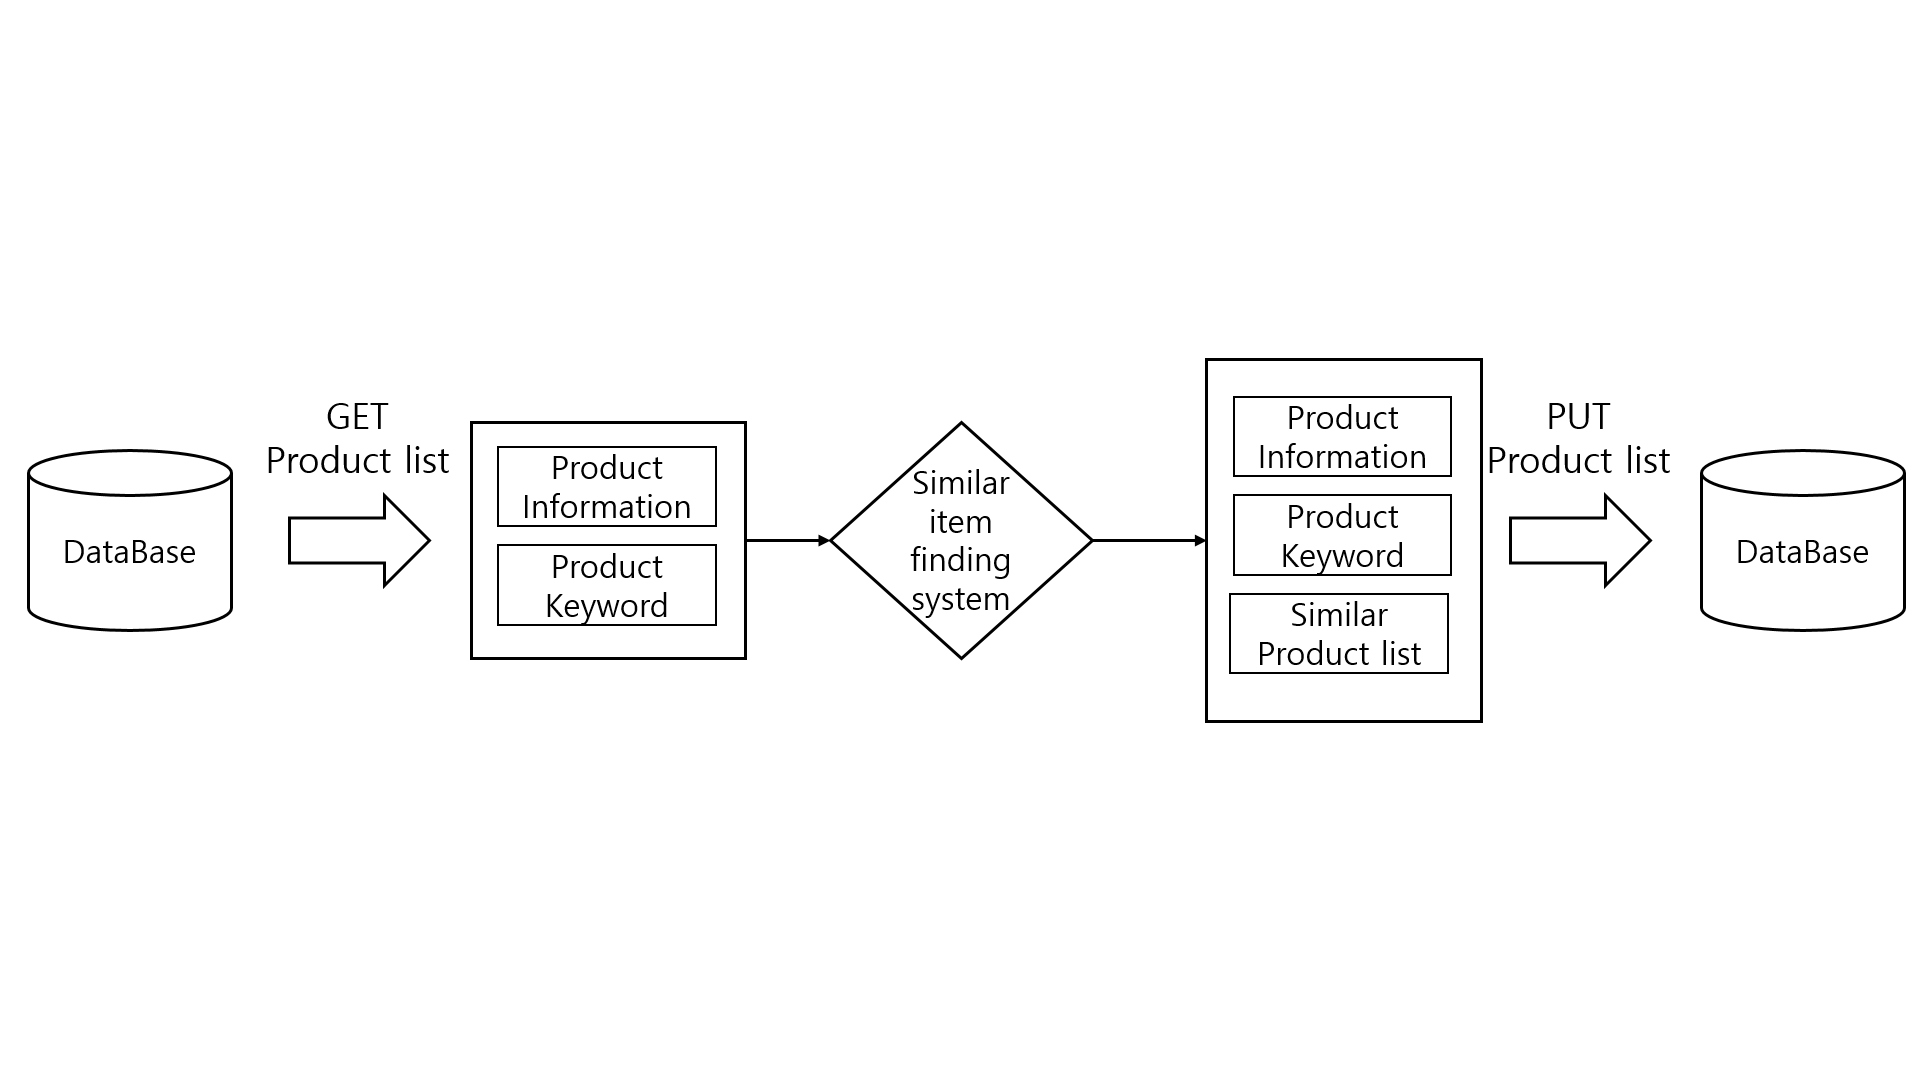 DataBase
GET
Product list
Product
Information
Product
Keyword
Similar
item
finding
system
Product
Information
Product
Keyword
Similar
Product list
PUT
Product list
DataBase